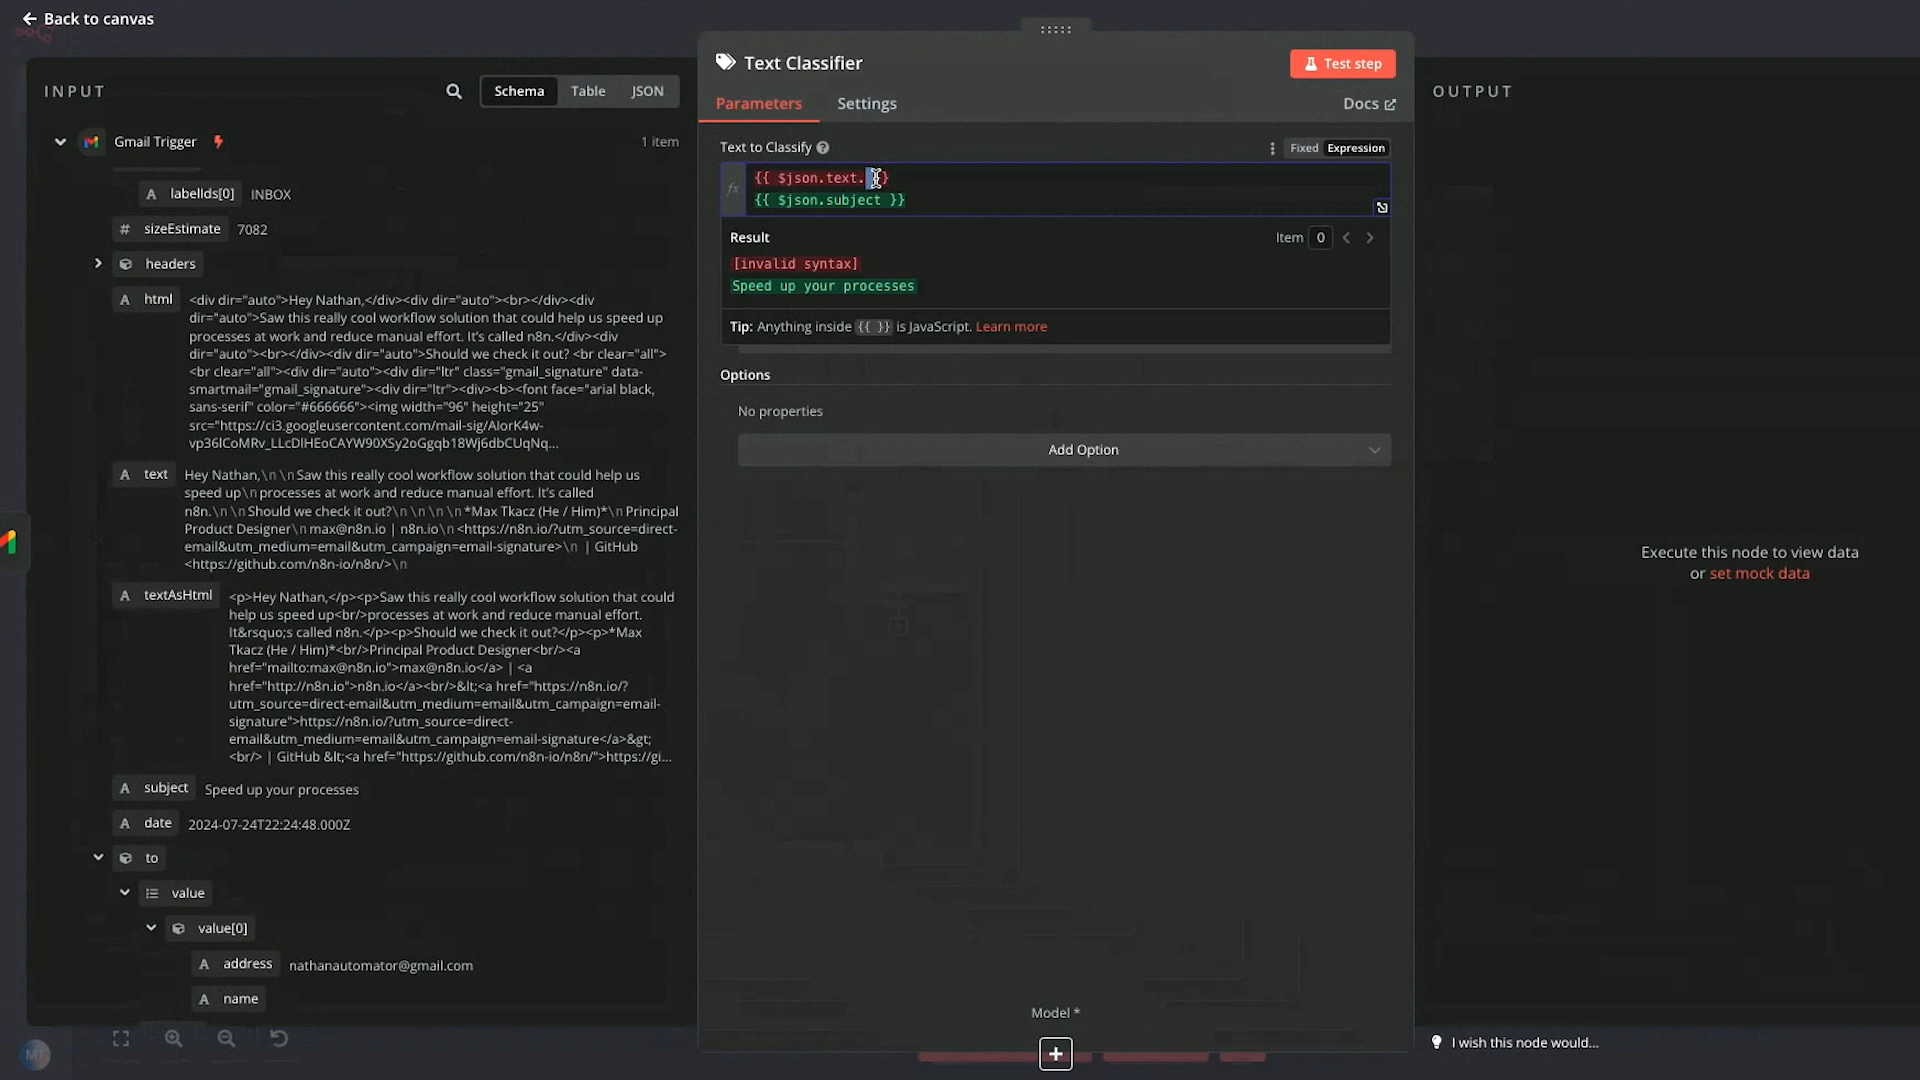 Back to canvas
INPUT
Schema
Table
JSON
Gmail Trigger
1 item
A labelIds[0] INBOX
# sizeEstimate 7082
headers
A html <div dir="auto">Hey Nathan,</div><div dir="auto"><br></div><div
dir="auto">Saw this really cool workflow solution that could help us speed up
processes at work and reduce manual effort. It's called n8n.</div><div
dir="auto"><br></div><div dir="auto">Should we check it out? <br clear="all">
<br clear="all"><div dir="auto"><div dir="ltr" class="gmail_signature" data-
smartmail="gmail_signature"><div dir="ltr"><div><b><font face="arial black,
sans-serif" color="#666666"><img width="96" height="25"
src="https://ci3.googleusercontent.com/mail-sig/AIorK4w-
A text Hey Nathan,\n\nSaw this really cool workflow solution that could help us
speed up\nprocesses at work and reduce manual effort. It's called
n8n.\n\nShould we check it out?\n\n\n\n*Max Tkacz (He / Him)*\nPrincipal
Product Designer\nmax@n8n.io | n8n.io\n<https://n8n.io/?utm_source=direct-
email&utm_medium=email&utm_campaign=email-signature>\n | GitHub
<https://github.com/n8n-io/n8n/>\n
A textAsHtml <p>Hey Nathan,</p><p>Saw this really cool workflow solution that could
help us speed up<br/>processes at work and reduce manual effort.
It&rsquo;s called n8n.</p><p>Should we check it out?</p><p>*Max
Tkacz (He / Him)*<br/>Principal Product Designer<br/><a
href="mailto:max@n8n.io">max@n8n.io</a> | <a
href="http://n8n.io">n8n.io</a><br/>&lt;<a href="https://n8n.io/?
utm_source=direct-email&utm_medium=email&utm_campaign=email-
signature">https://n8n.io/?utm_source=direct-
email&utm_medium=email&utm_campaign=email-signature</a>&gt;
<br/> | GitHub &lt;<a href="https://github.com/n8n-io/n8n/">https://gi...
A subject Speed up your processes
A date 2024-07-24T22:24:48.000Z
to
value
value[0]
A address nathanautomator@gmail.com
A name
MT
Text Classifier
Test step
Parameters
Settings
Docs
Text to Classify
Fixed
Expression
fx
{{ $json.text. }}
{{ $json.subject }}
Result
Item 0
[invalid syntax]
Speed up your processes
Tip: Anything inside {{ }} is JavaScript. Learn more
Options
No properties
Add Option
Model *
OUTPUT
Execute this node to view data
or set mock data
I wish this node would...